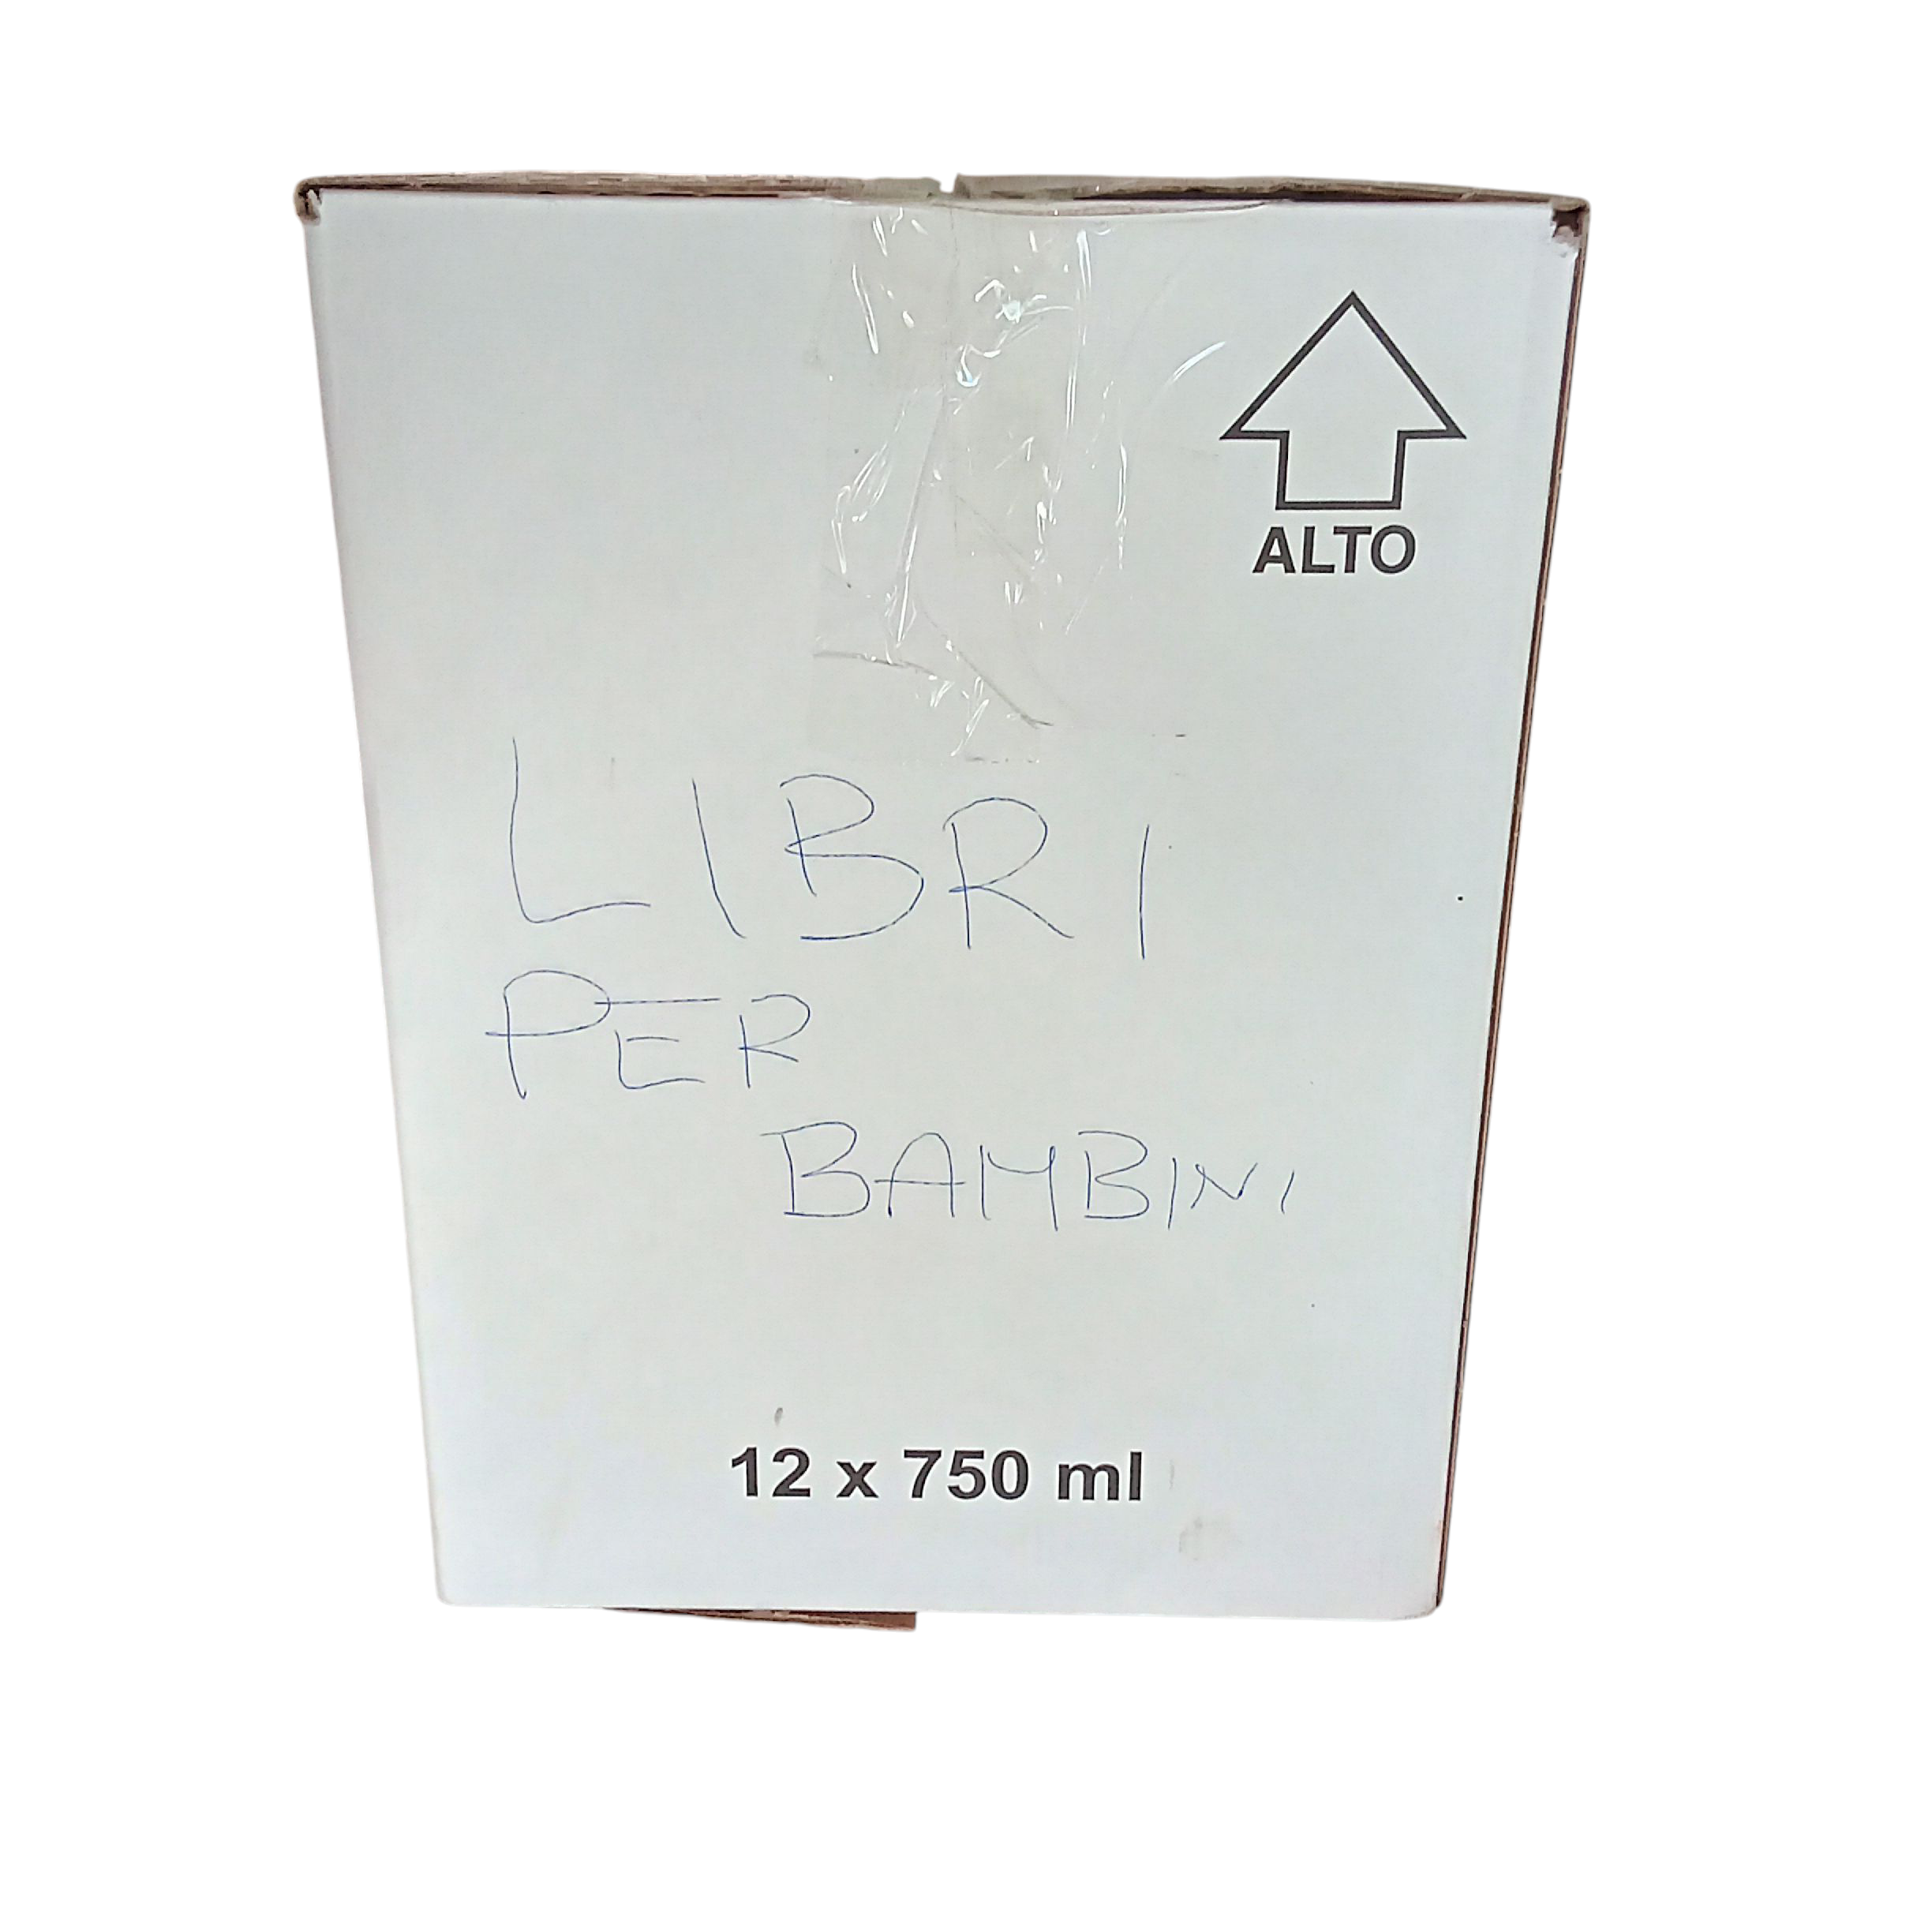 ALTO
LIBRI
PER
BAMBINI
12 x 750 ml